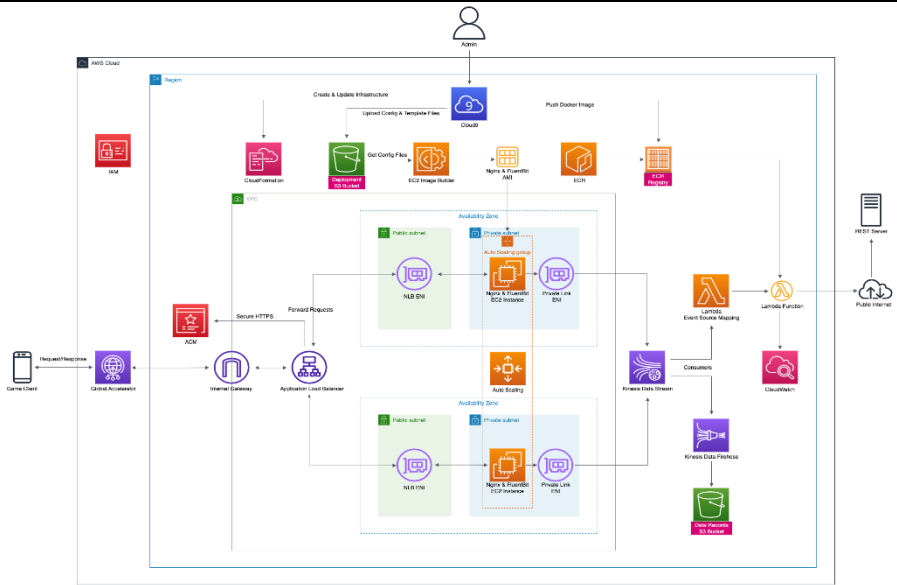 Admin
AWS Cloud
Region
Create & Update Infrastructure
Upload Config & Template Files
9
Cloud9
Push Docker Image
IAM
CloudFormation
Deployment
S3 Bucket
Get Config Files
EC2 Image Builder
Nginx & FluentBit
AMI
ECR
ECR
Registry
VPC
Availability Zone
Public subnet
Private subnet
Auto Scaling group
NLB ENI
Nginx & FluentBit
EC2 Instance
Private Link
ENI
REST Server
Lambda
Event Source Mapping
Lambda Function
Public Internet
ACM
Secure HTTPS
Forward Requests
Game Client
Request/Response
Global Accelerator
Internet Gateway
Application Load Balancer
Auto Scaling
Kinesis Data Stream
Consumers
CloudWatch
Availability Zone
Public subnet
Private subnet
NLB ENI
Nginx & FluentBit
EC2 Instance
Private Link
ENI
Kinesis Data Firehose
Data Records
S3 Bucket